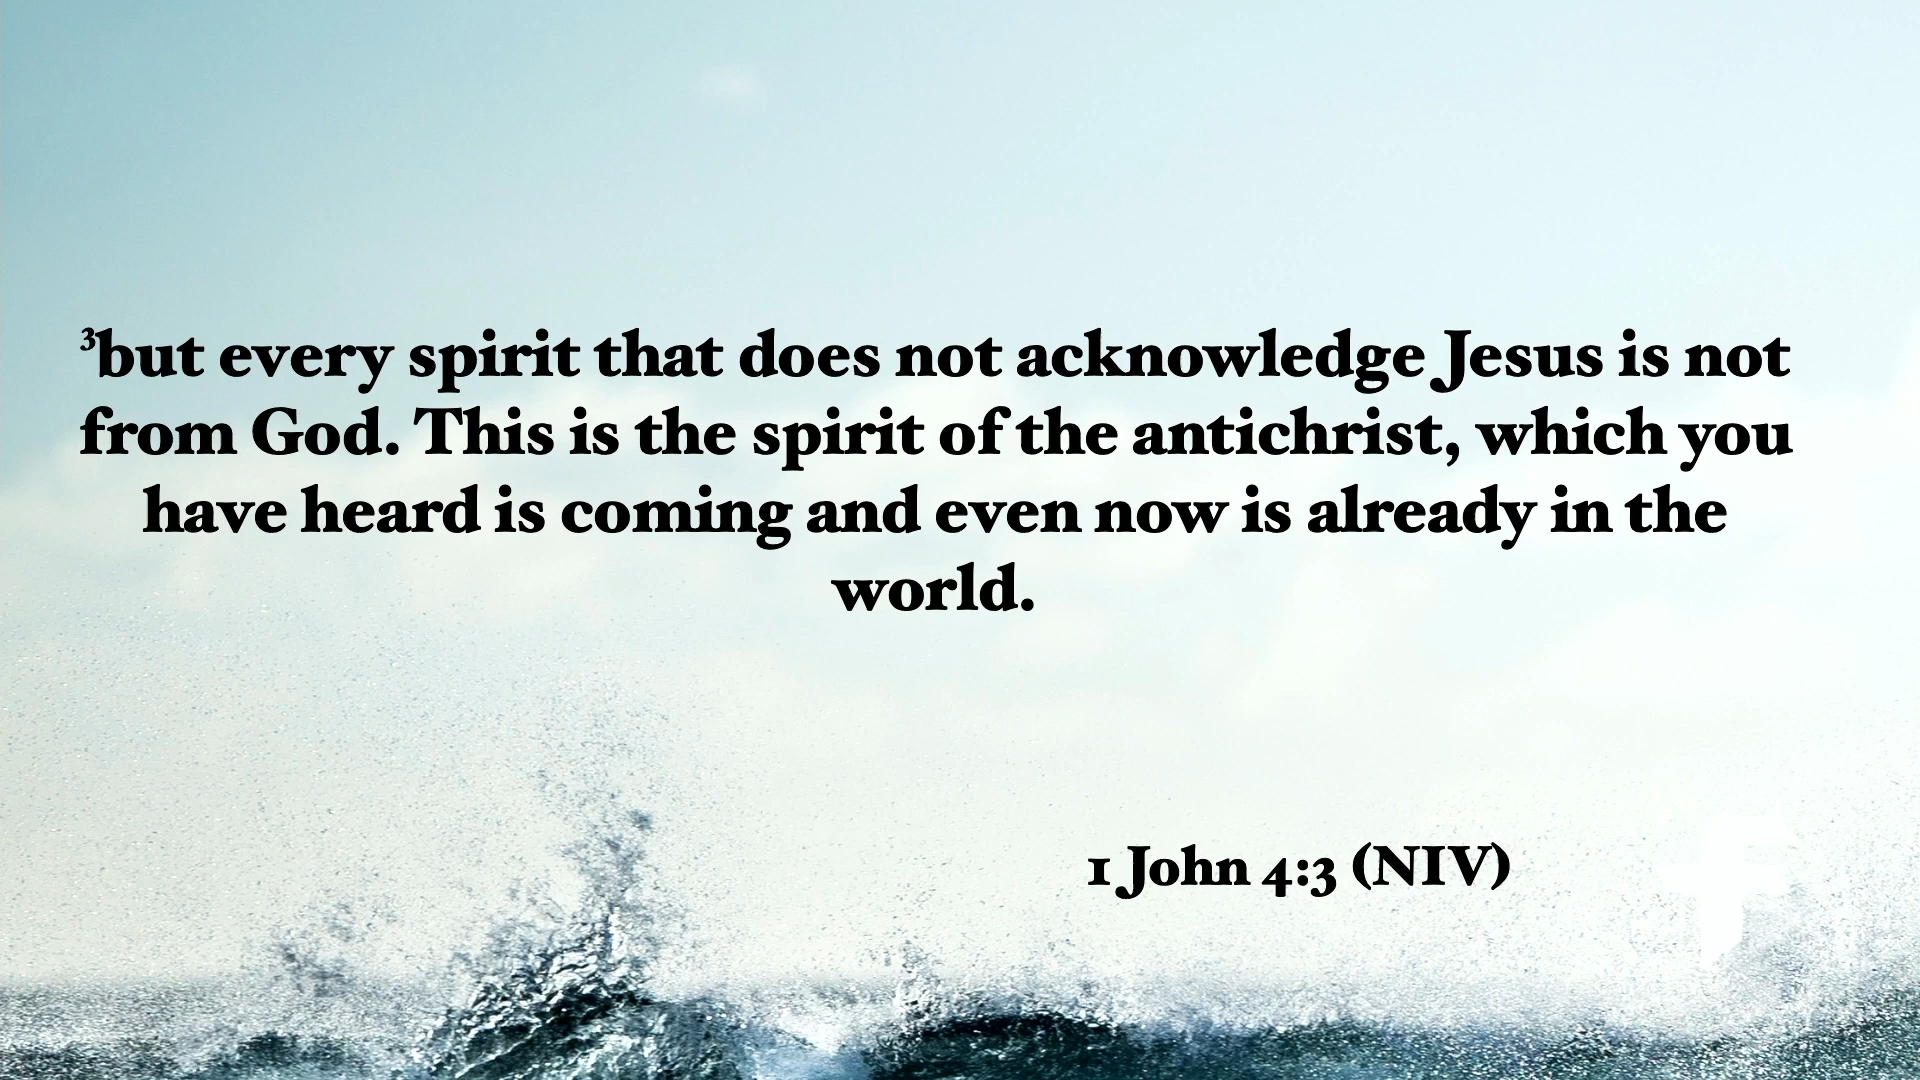 ³but every spirit that does not acknowledge Jesus is not
from God. This is the spirit of the antichrist, which you
have heard is coming and even now is already in the
world.
1 John 4:3 (NIV)